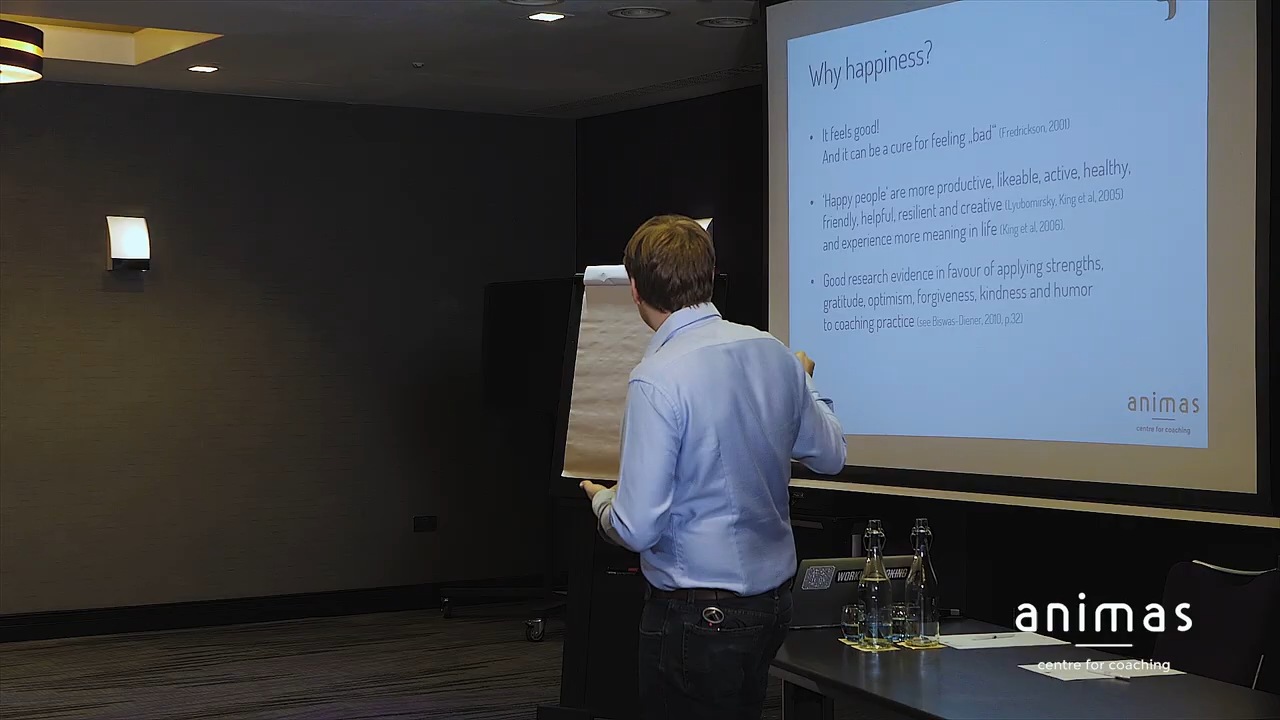 Why happiness?
• It feels good!
And it can be a cure for feeling „bad“ (Fredrickson, 2001)
• ‘Happy people’ are more productive, likeable, active, healthy,
friendly, helpful, resilient and creative (Lyubomirsky, King et al, 2005)
and experience more meaning in life (King et al, 2006).
• Good research evidence in favour of applying strengths,
gratitude, optimism, forgiveness, kindness and humor
to coaching practice (see Biswas-Diener, 2010, p.32)
animas
centre for coaching
animas
centre for coaching